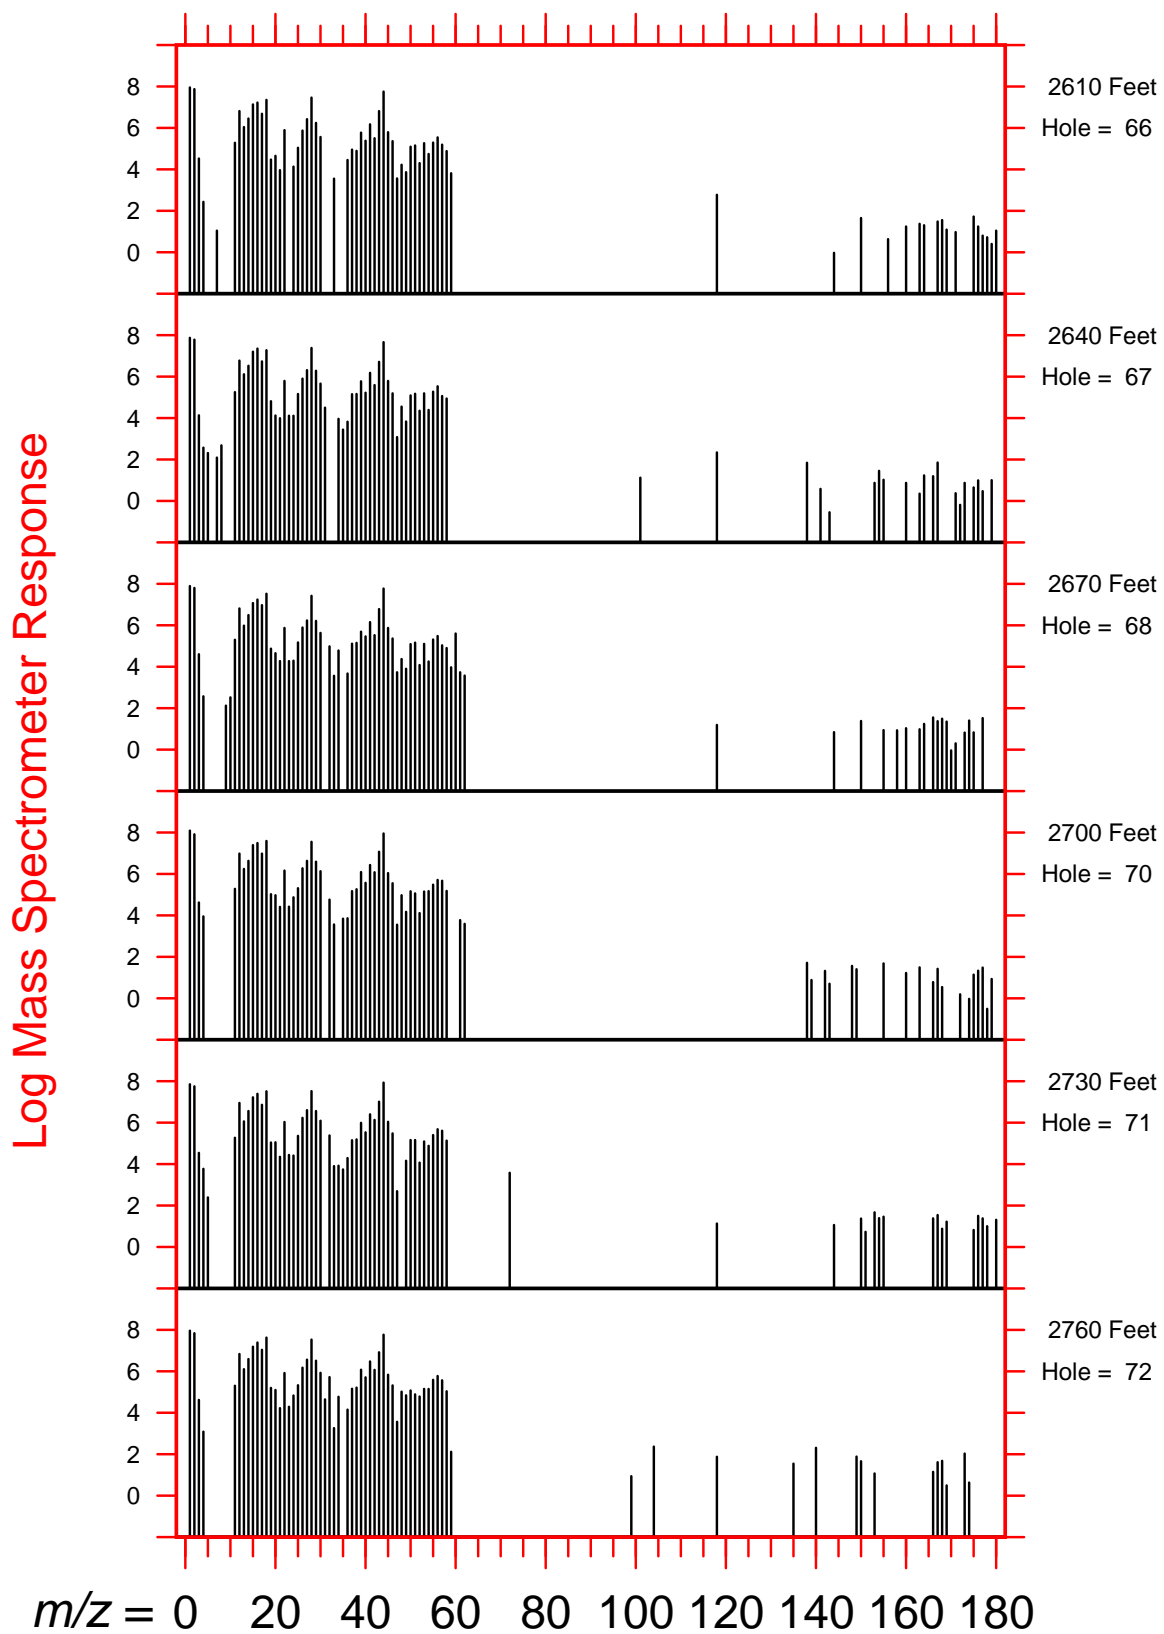 8 2610 Feet
6 Hole = 66
4
2
0
8 2640 Feet
6 Hole = 67
4
2
0
8 2670 Feet
6 Hole = 68
4
2
0
8 2700 Feet
6 Hole = 70
4
2
0
8 2730 Feet
6 Hole = 71
4
2
0
8 2760 Feet
6 Hole = 72
4
2
0
Log Mass Spectrometer Response
m/z = 0 20 40 60 80 100 120 140 160 180